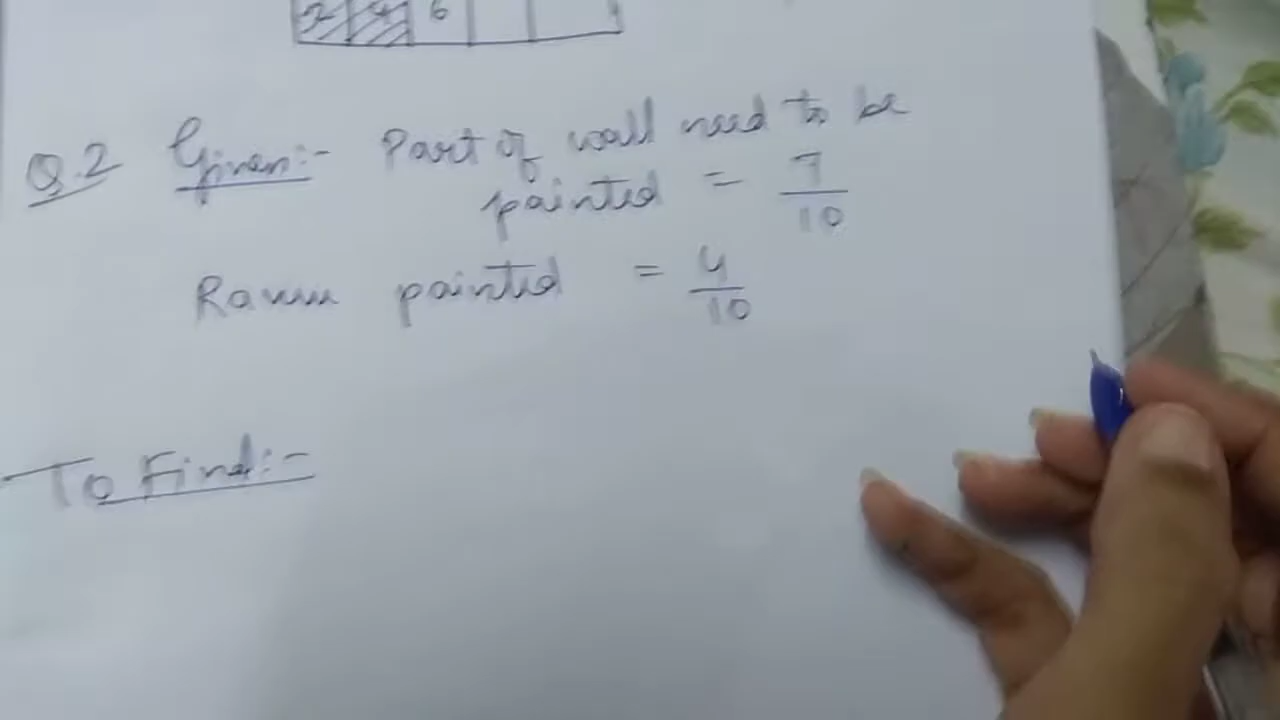 2 4 6
Q.2 Given:- Part of wall need to be
painted = 7/10
Ramu painted = 4/10
To Find:-